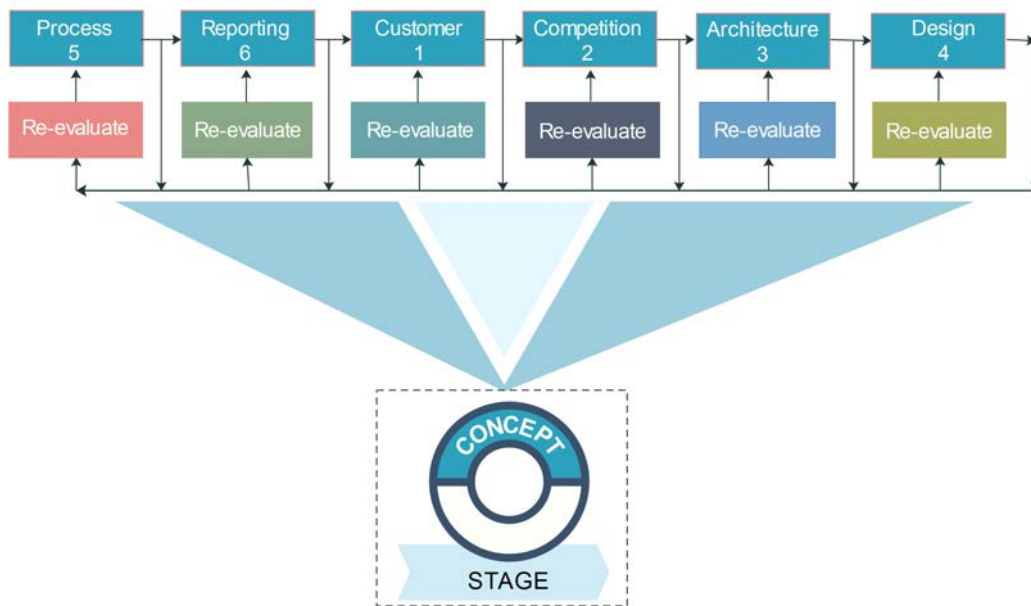 Process
5
Reporting
6
Customer
1
Competition
2
Architecture
3
Design
4
Re-evaluate
Re-evaluate
Re-evaluate
Re-evaluate
Re-evaluate
Re-evaluate
CONCEPT
STAGE